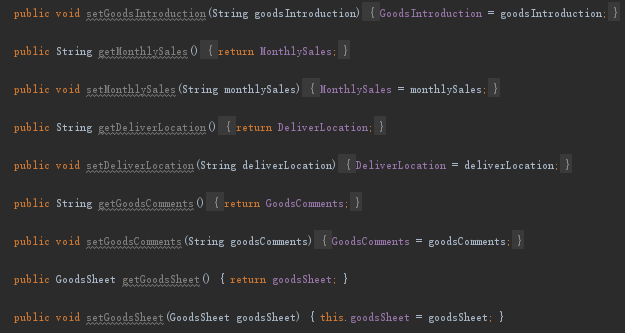 public void setGoodsIntroduction(String goodsIntroduction) { GoodsIntroduction = goodsIntroduction; }
public String getMonthlySales() { return MonthlySales; }
public void setMonthlySales(String monthlySales) { MonthlySales = monthlySales; }
public String getDeliverLocation() { return DeliverLocation; }
public void setDeliverLocation(String deliverLocation) { DeliverLocation = deliverLocation; }
public String getGoodsComments() { return GoodsComments; }
public void setGoodsComments(String goodsComments) { GoodsComments = goodsComments; }
public GoodsSheet getGoodsSheet() { return goodsSheet; }
public void setGoodsSheet(GoodsSheet goodsSheet) { this.goodsSheet = goodsSheet; }